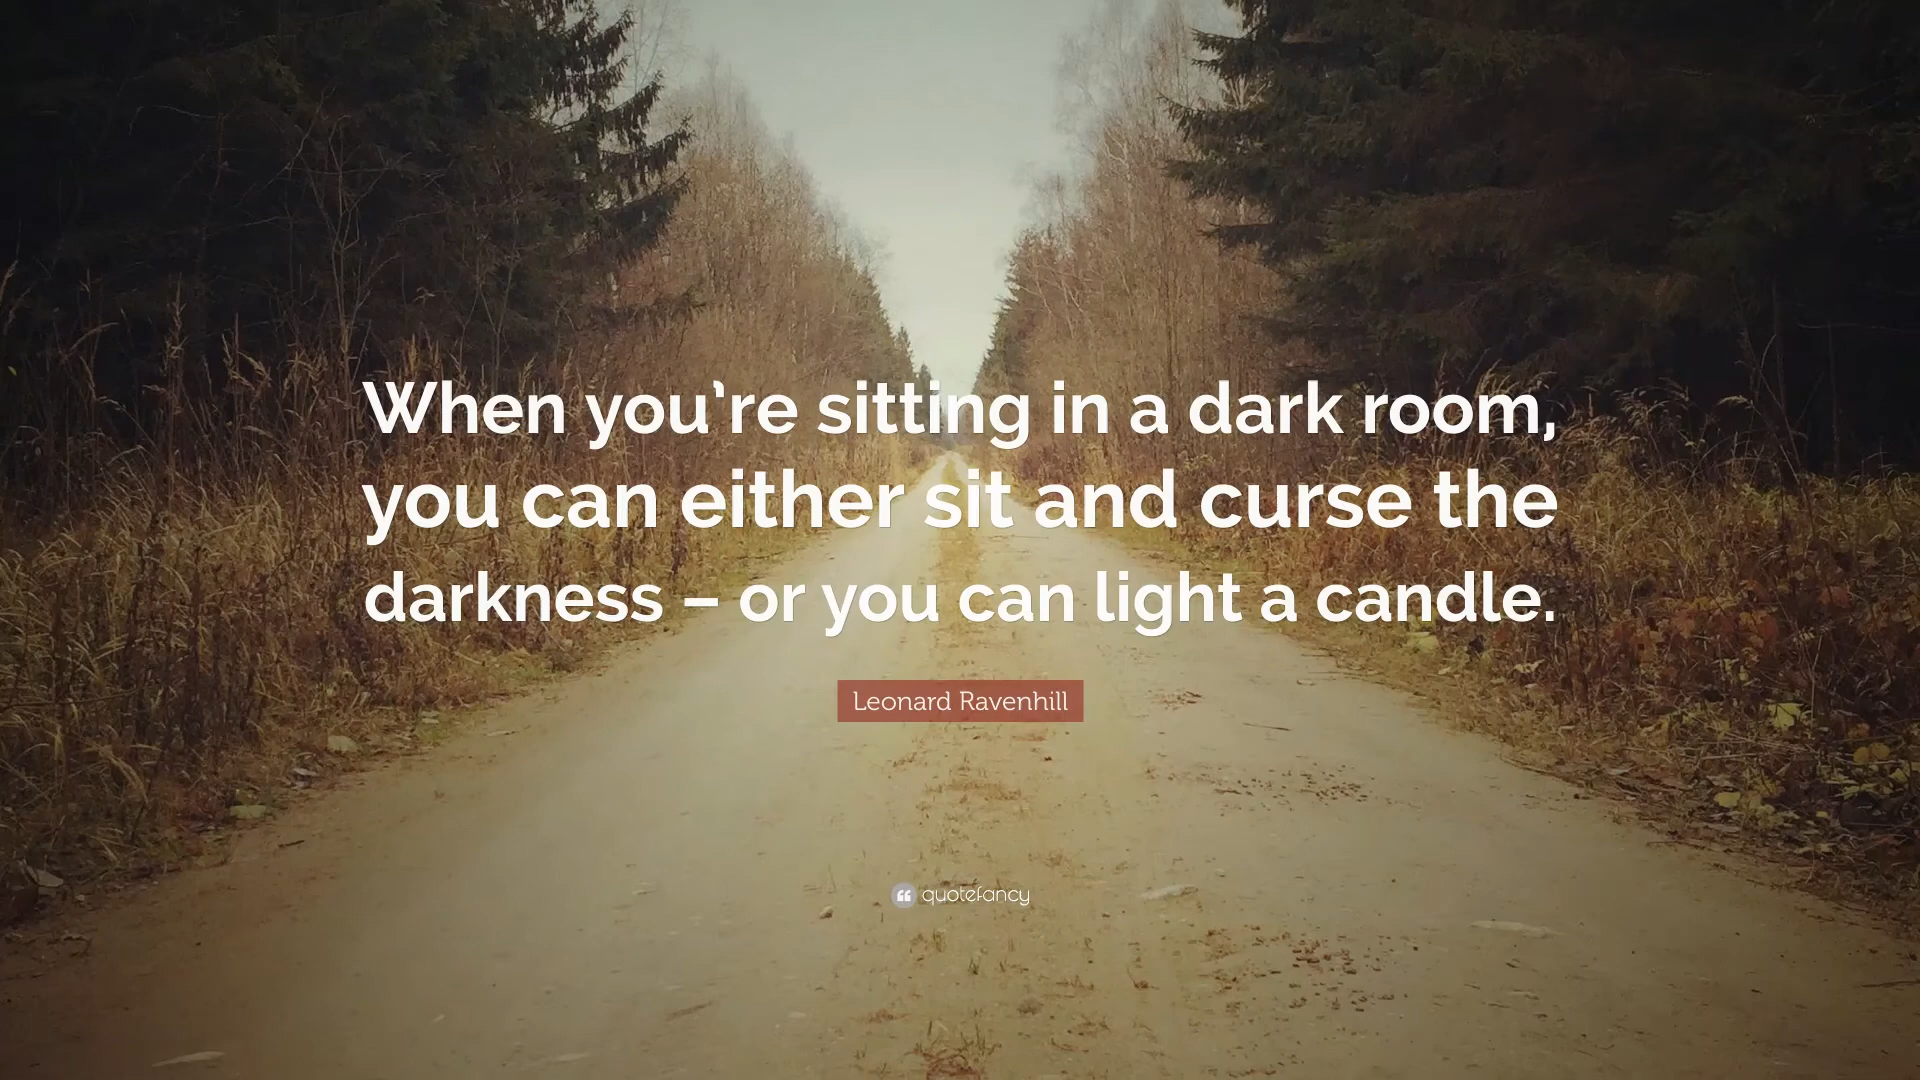 When you’re sitting in a dark room,
you can either sit and curse the
darkness – or you can light a candle.
Leonard Ravenhill
quotefancy